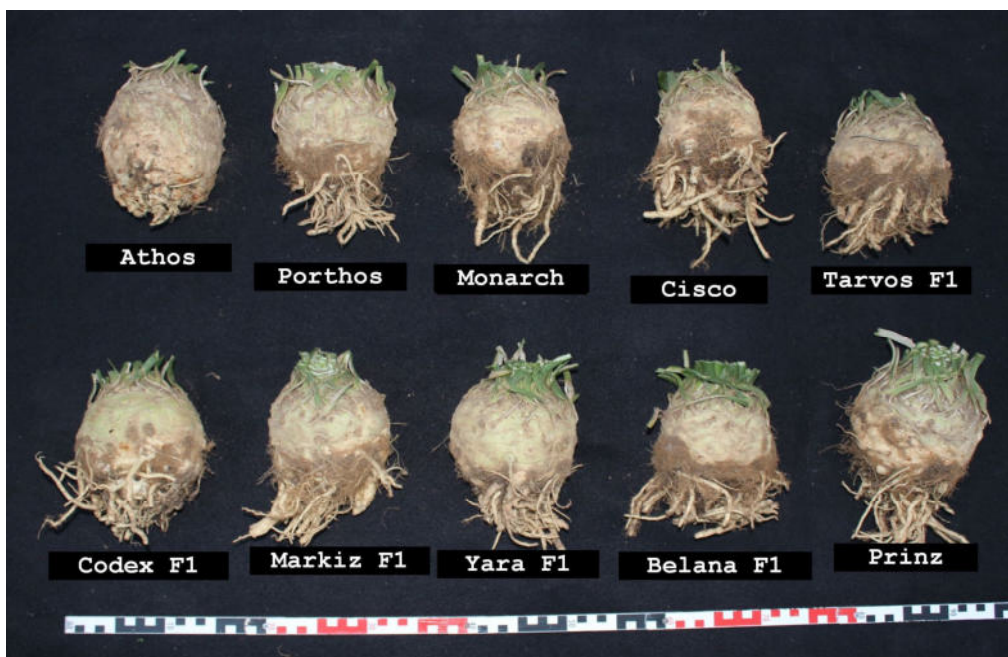 Athos
Porthos
Monarch
Cisco
Tarvos F1
Codex F1
Markiz F1
Yara F1
Belana F1
Prinz